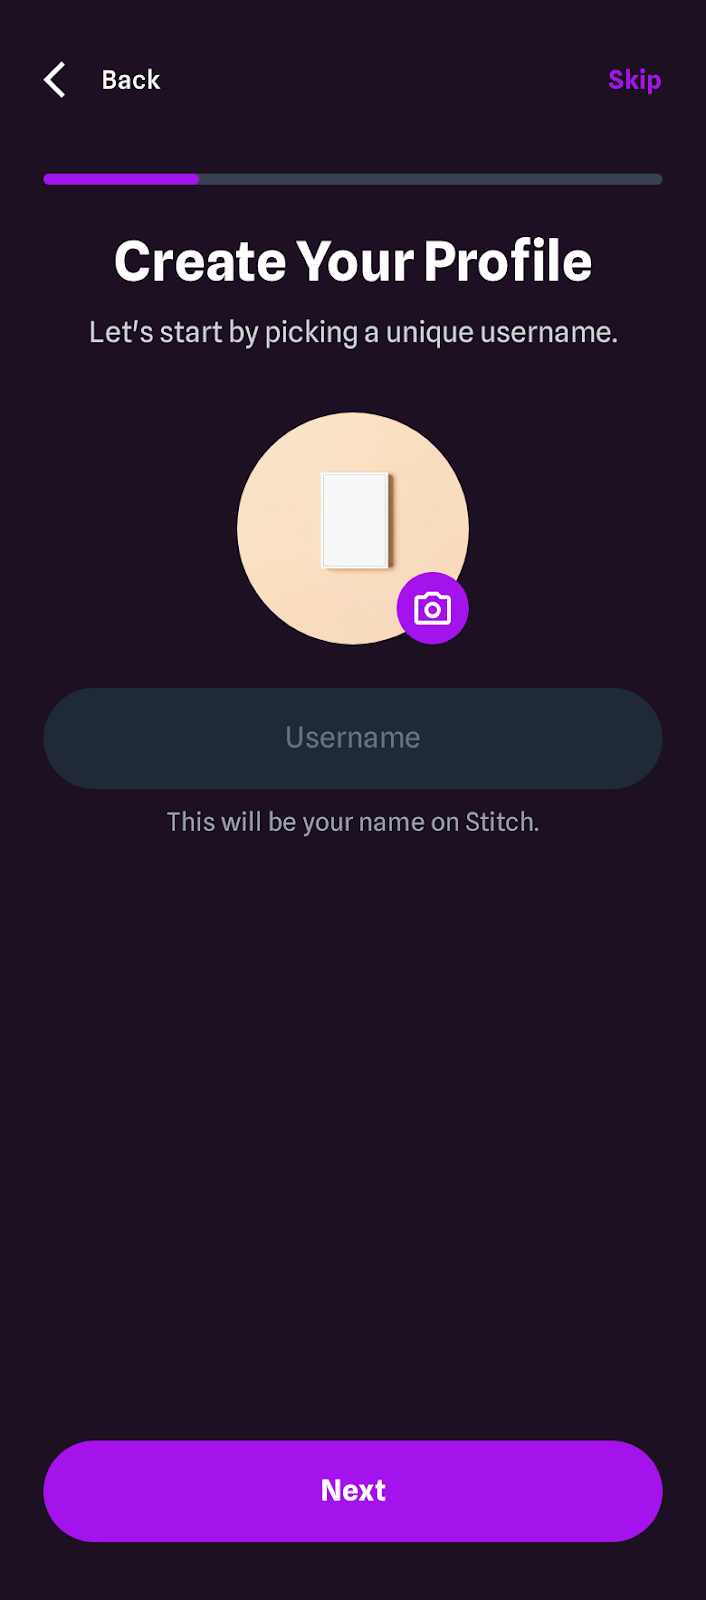 Back
Skip
Create Your Profile
Let's start by picking a unique username.
Username
This will be your name on Stitch.
Next